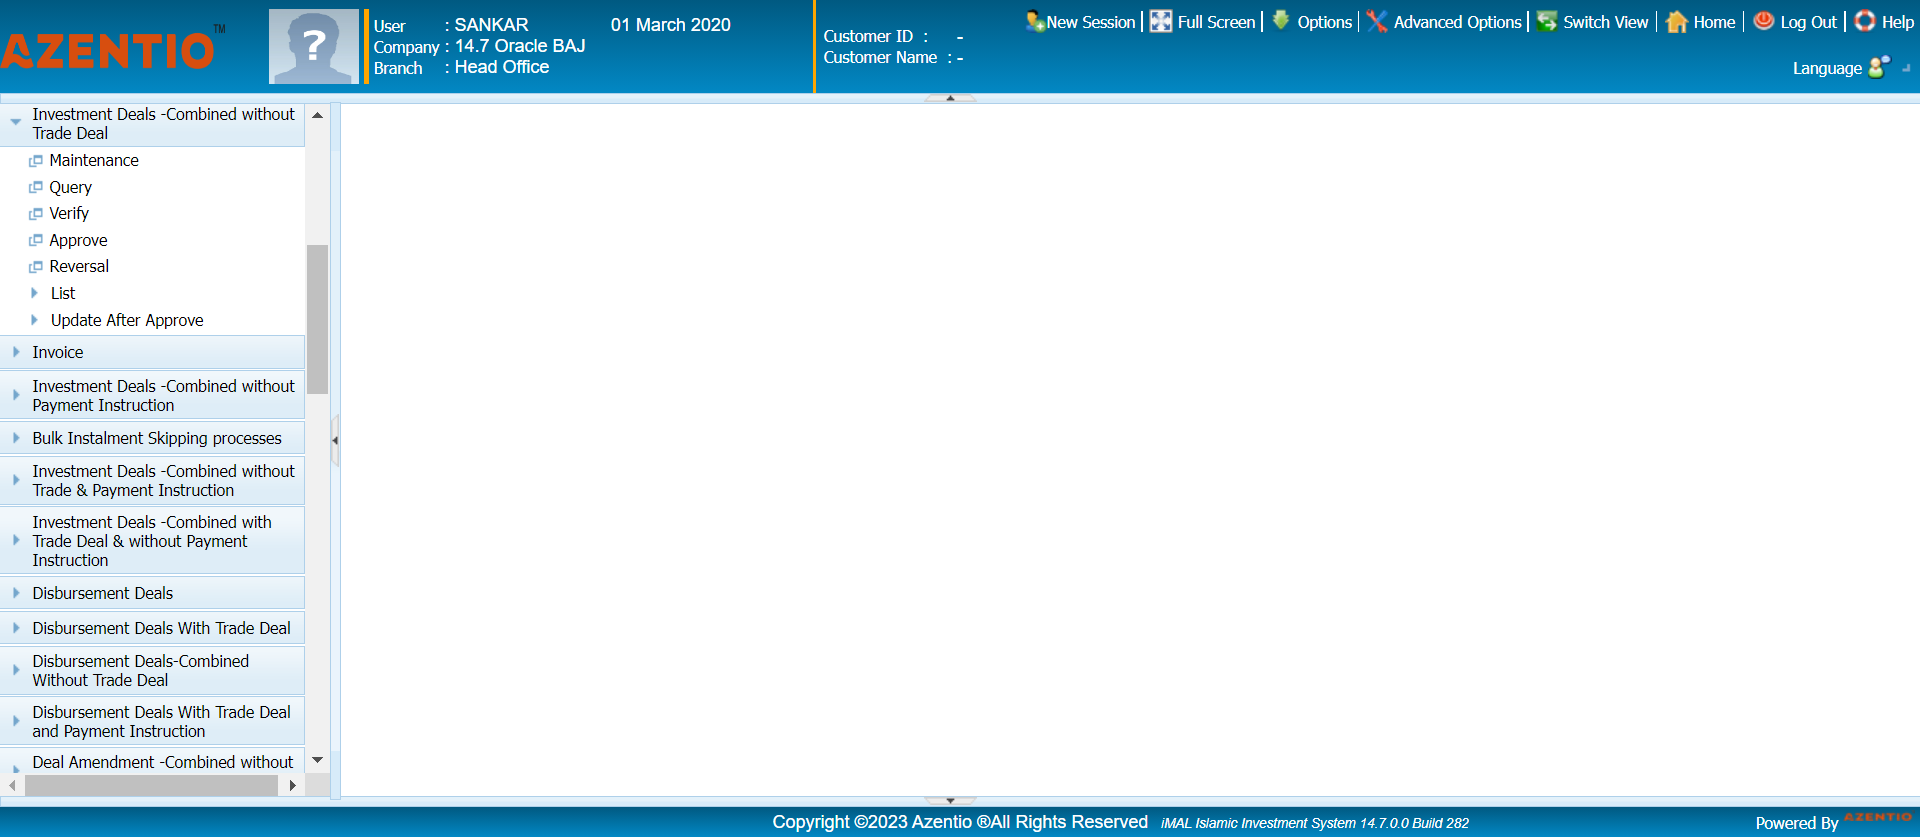 AZENTIO™
?
User : SANKAR 01 March 2020
Company : 14.7 Oracle BAJ
Branch : Head Office
Customer ID : -
Customer Name : -
New Session | Full Screen | Options | Advanced Options | Switch View | Home | Log Out | Help
Language
Investment Deals -Combined without
Trade Deal
Maintenance
Query
Verify
Approve
Reversal
List
Update After Approve
Invoice
Investment Deals -Combined without
Payment Instruction
Bulk Instalment Skipping processes
Investment Deals -Combined without
Trade & Payment Instruction
Investment Deals -Combined with
Trade Deal & without Payment
Instruction
Disbursement Deals
Disbursement Deals With Trade Deal
Disbursement Deals-Combined
Without Trade Deal
Disbursement Deals With Trade Deal
and Payment Instruction
Deal Amendment -Combined without
Copyright ©2023 Azentio ®All Rights Reserved iMAL Islamic Investment System 14.7.0.0 Build 282
Powered By AZENTIO